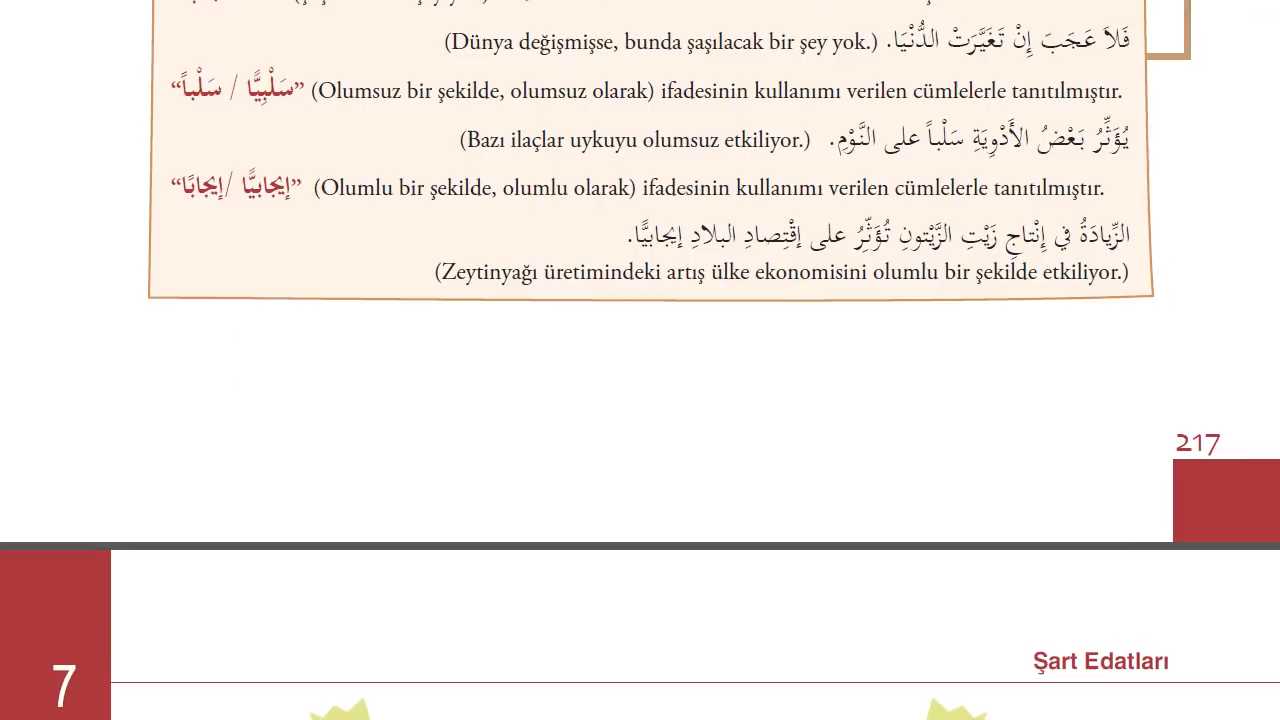 فَلاَ عَجَبَ إِنْ تَغَيَّرَتْ الدُّنْيَا. (Dünya değişmişse, bunda şaşılacak bir şey yok.)
“سَلْبِيًّا / سَلْباً” (Olumsuz bir şekilde, olumsuz olarak) ifadesinin kullanımı verilen cümlelerle tanıtılmıştır.
يُؤَثِّرُ بَعْضُ الأَدْوِيَةِ سَلْباً على النَّوْمِ. (Bazı ilaçlar uykuyu olumsuz etkiliyor.)
“إيجابيًّا /إيجابًا” (Olumlu bir şekilde, olumlu olarak) ifadesinin kullanımı verilen cümlelerle tanıtılmıştır.
الزِّيادَةُ في إِنْتاجِ زَيْتِ الزَّيْتونِ تُؤَثِّرُ على إقْتِصادِ البلادِ إيجابيًّا.
(Zeytinyağı üretimindeki artış ülke ekonomisini olumlu bir şekilde etkiliyor.)
217
7
Şart Edatları